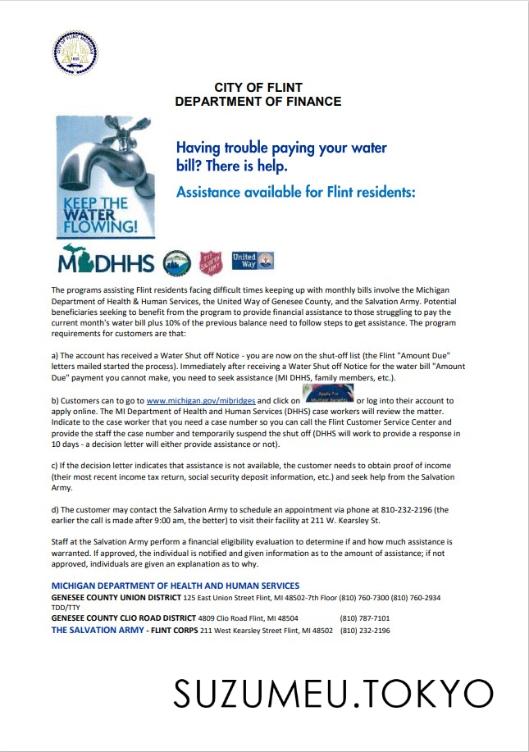 CITY OF FLINT
DEPARTMENT OF FINANCE
Having trouble paying your water
bill? There is help.
Assistance available for Flint residents:
KEEP THE
WATER
FLOWING!
MDHHS
United
Way
The programs assisting Flint residents facing difficult times keeping up with monthly bills involve the Michigan
Department of Health & Human Services, the United Way of Genesee County, and the Salvation Army. Potential
beneficiaries seeking to benefit from the program to provide financial assistance to those struggling to pay the
current month's water bill plus 10% of the previous balance need to follow steps to get assistance. The program
requirements for customers are that:
a) The account has received a Water Shut off Notice - you are now on the shut-off list (the Flint "Amount Due"
letters mailed started the process). Immediately after receiving a Water Shut off Notice for the water bill "Amount
Due" payment you cannot make, you need to seek assistance (MI DHHS, family members, etc.).
b) Customers can to go to www.michigan.gov/mibridges and click on or log into their account to
apply online. The MI Department of Health and Human Services (DHHS) case workers will review the matter.
Indicate to the case worker that you need a case number so you can call the Flint Customer Service Center and
provide the staff the case number and temporarily suspend the shut off (DHHS will work to provide a response in
10 days - a decision letter will either provide assistance or not).
c) If the decision letter indicates that assistance is not available, the customer needs to obtain proof of income
(their most recent income tax return, social security deposit information, etc.) and seek help from the Salvation
Army.
d) The customer may contact the Salvation Army to schedule an appointment via phone at 810-232-2196 (the
earlier the call is made after 9:00 am, the better) to visit their facility at 211 W. Kearsley St.
Staff at the Salvation Army perform a financial eligibility evaluation to determine if and how much assistance is
warranted. If approved, the individual is notified and given information as to the amount of assistance; if not
approved, individuals are given an explanation as to why.
MICHIGAN DEPARTMENT OF HEALTH AND HUMAN SERVICES
GENESEE COUNTY UNION DISTRICT 125 East Union Street Flint, MI 48502-7th Floor (810) 760-7300 (810) 760-2934
TDD/TTY
GENESEE COUNTY CLIO ROAD DISTRICT 4809 Clio Road Flint, MI 48504 (810) 787-7101
THE SALVATION ARMY - FLINT CORPS 211 West Kearsley Street Flint, MI 48502 (810) 232-2196
SUZUMEU.TOKYO